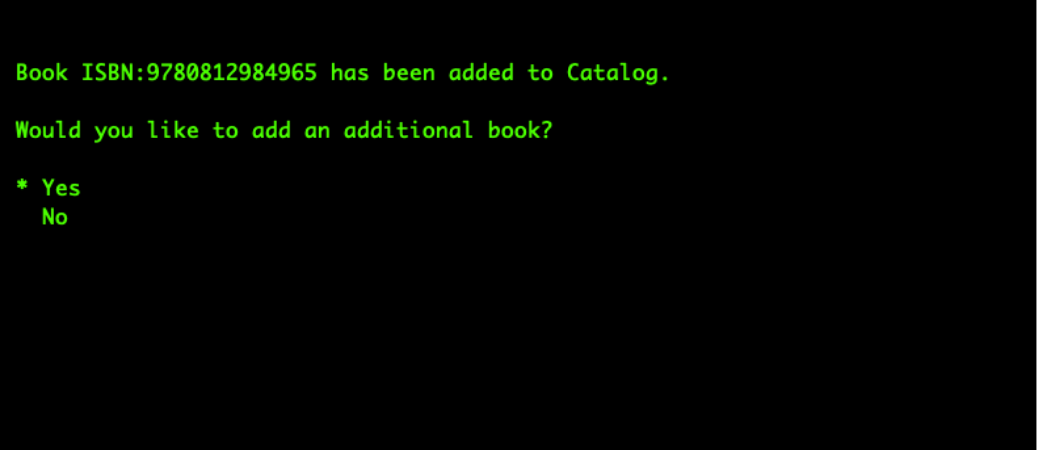 Book ISBN:9780812984965 has been added to Catalog.
Would you like to add an additional book?
* Yes
No